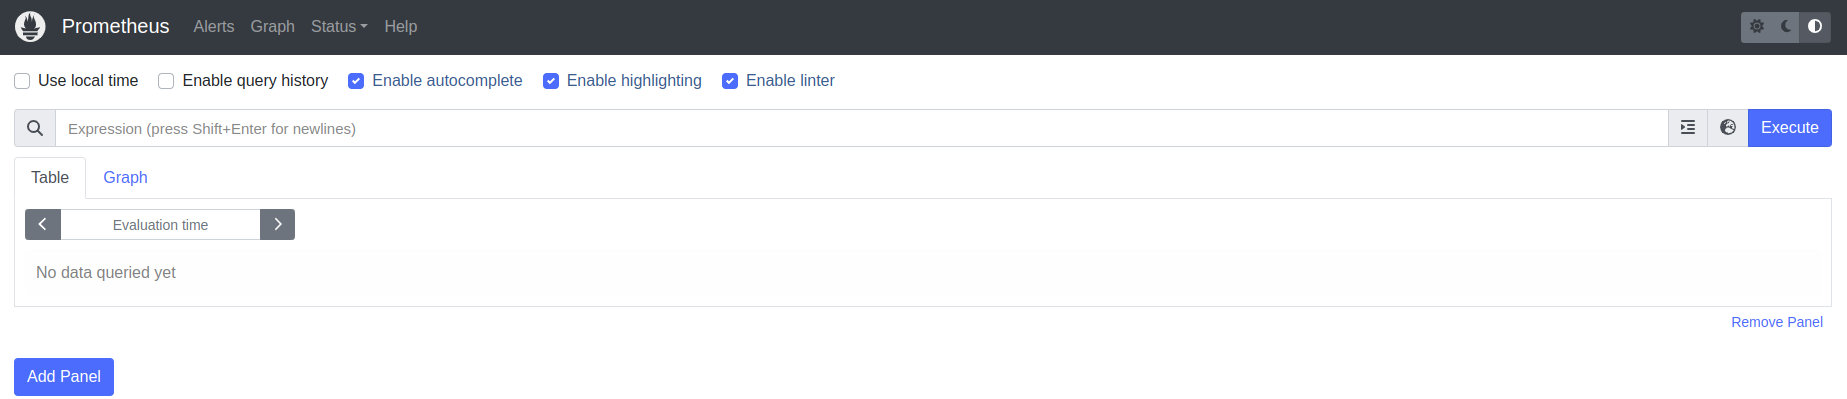 Prometheus Alerts Graph Status Help
Use local time Enable query history Enable autocomplete Enable highlighting Enable linter
Expression (press Shift+Enter for newlines) Execute
Table Graph
Evaluation time
No data queried yet
Remove Panel
Add Panel